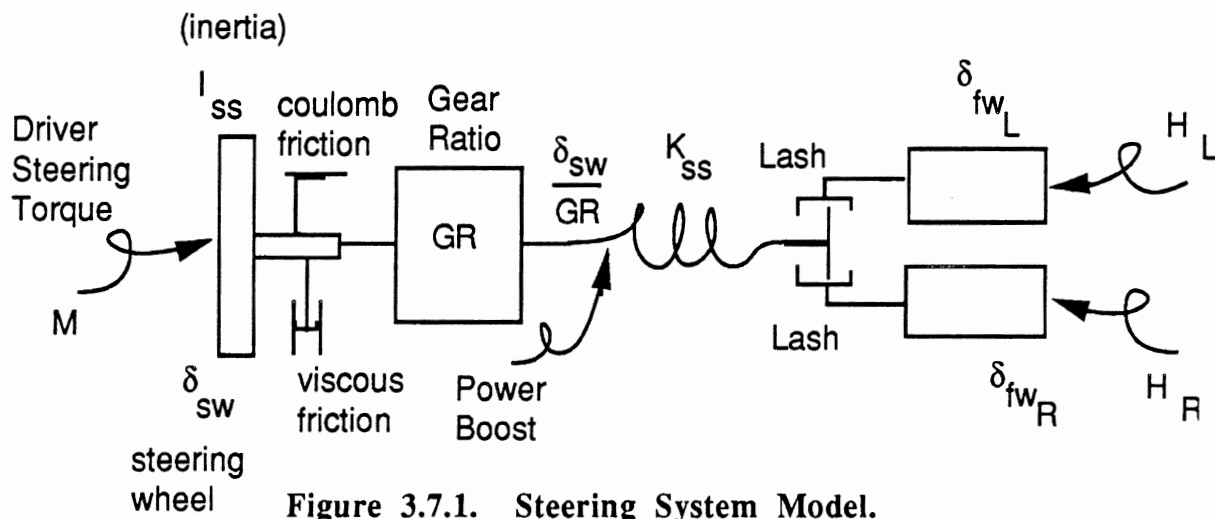 (inertia)
I ss
Driver
Steering
Torque
M
δ sw
steering
wheel
coulomb
friction
viscous
friction
Gear
Ratio
GR
δsw
GR
Power
Boost
K ss
Lash
Lash
δ fw L
H L
δ fw R
H R
Figure 3.7.1. Steering System Model.